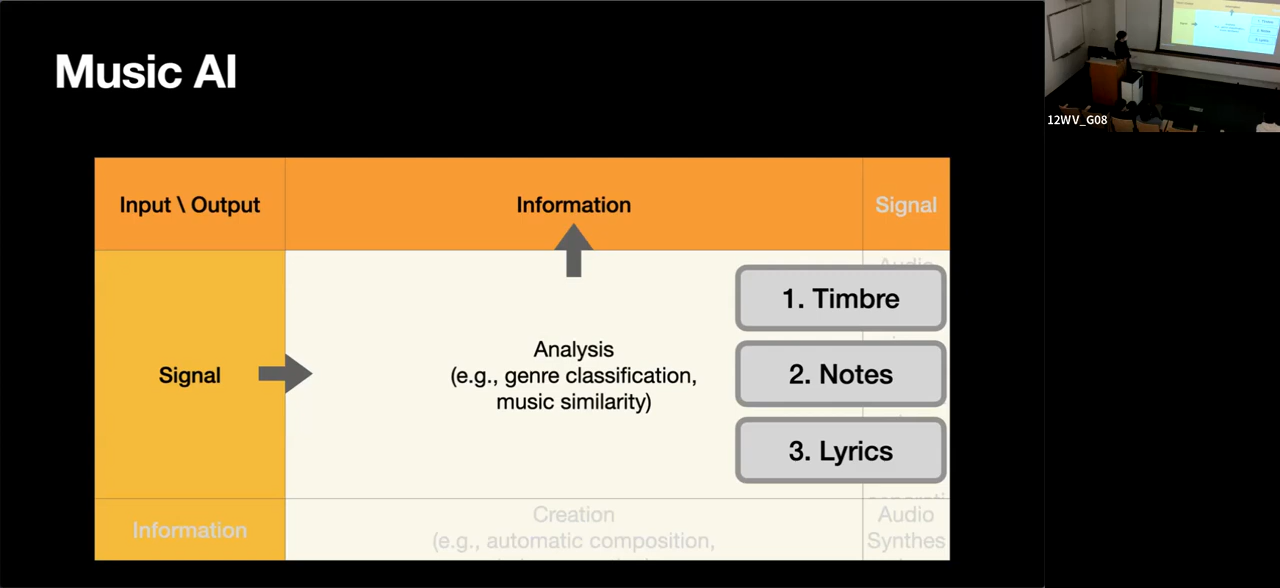 Music AI
12WV_G08
Input \ Output
Information
Signal
Signal
Analysis
(e.g., genre classification,
music similarity)
Audio
1. Timbre
2. Notes
3. Lyrics
Information
Creation
(e.g., automatic composition,
Audio
Synthes